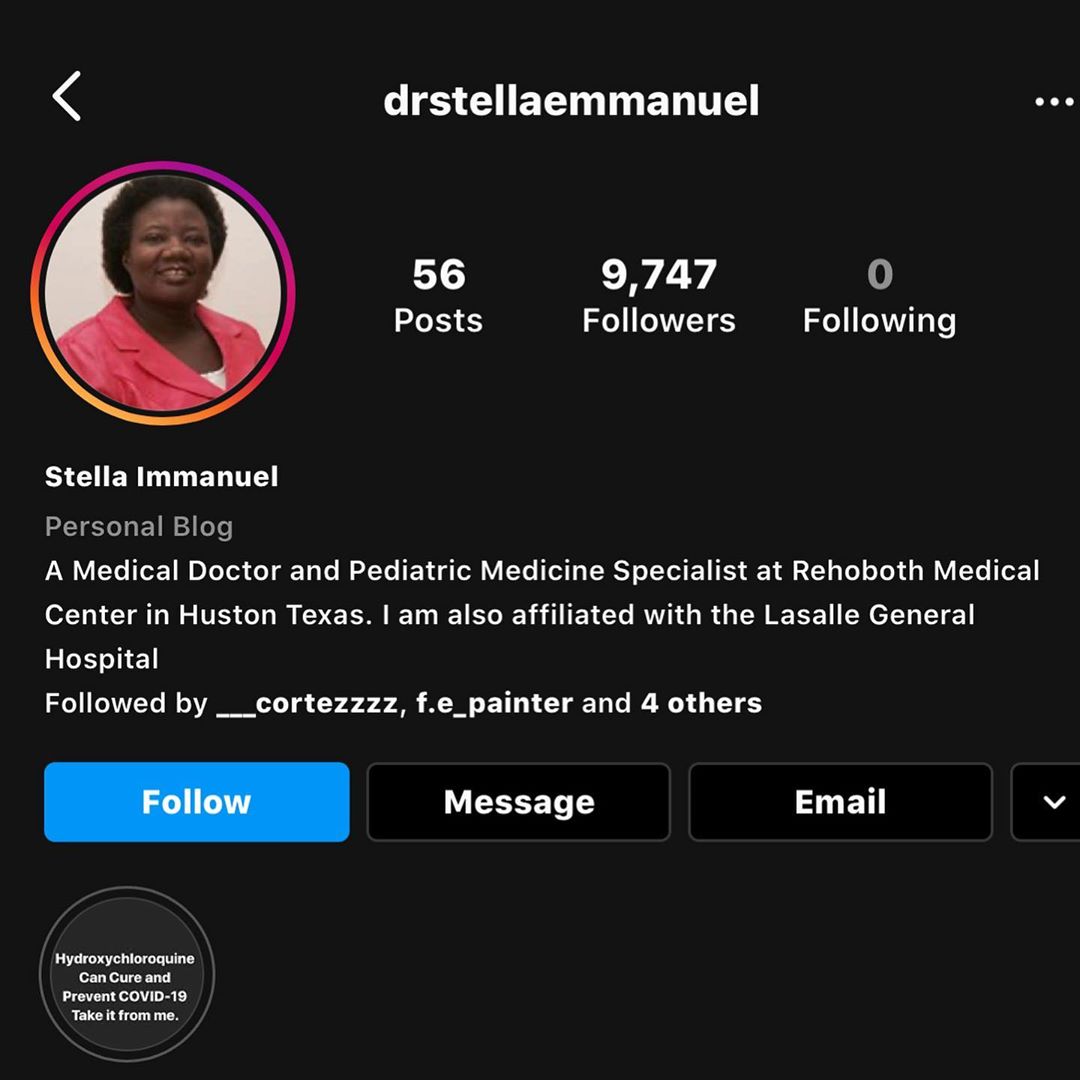 drstellaemmanuel
56
Posts
9,747
Followers
0
Following
Stella Immanuel
Personal Blog
A Medical Doctor and Pediatric Medicine Specialist at Rehoboth Medical
Center in Huston Texas. I am also affiliated with the Lasalle General
Hospital
Followed by ___cortezzzz, f.e_painter and 4 others
Follow
Message
Email
Hydroxychloroquine
Can Cure and
Prevent COVID-19
Take it from me.